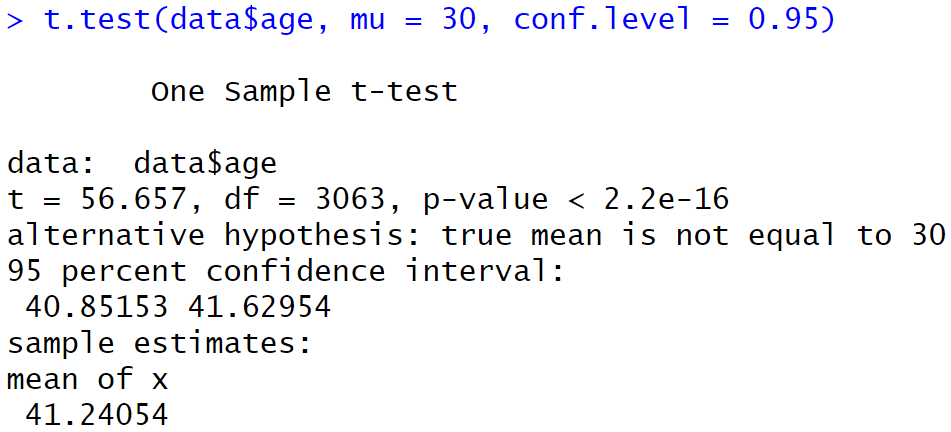 > t.test(data$age, mu = 30, conf.level = 0.95)
One Sample t-test
data:  data$age
t = 56.657, df = 3063, p-value < 2.2e-16
alternative hypothesis: true mean is not equal to 30
95 percent confidence interval:
40.85153 41.62954
sample estimates:
mean of x
41.24054